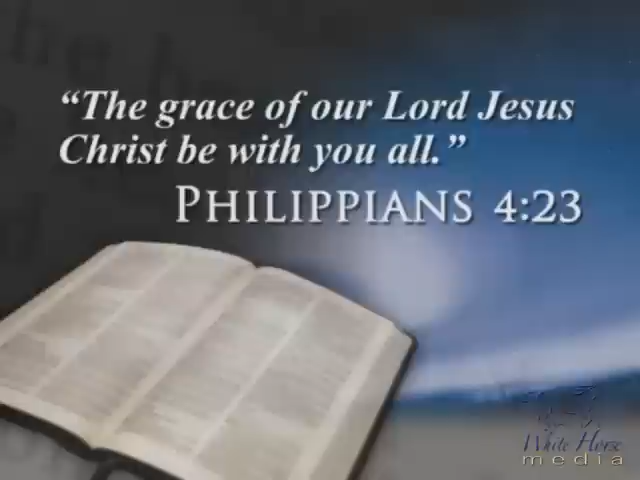 “The grace of our Lord Jesus
Christ be with you all.”
PHILIPPIANS 4:23
White Horse
media